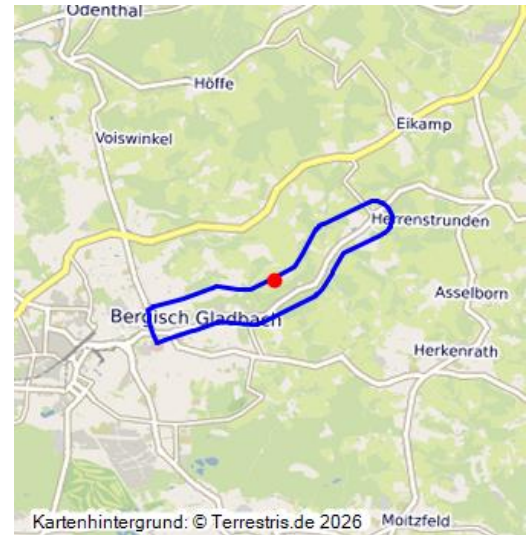 Odenthal
Höffe
Eikamp
Voiswinkel
Herrenstrunden
Asselborn
Bergisch Gladbach
Herkenrath
Kartenhintergrund: © Terrestris.de 2026
Moitzfeld